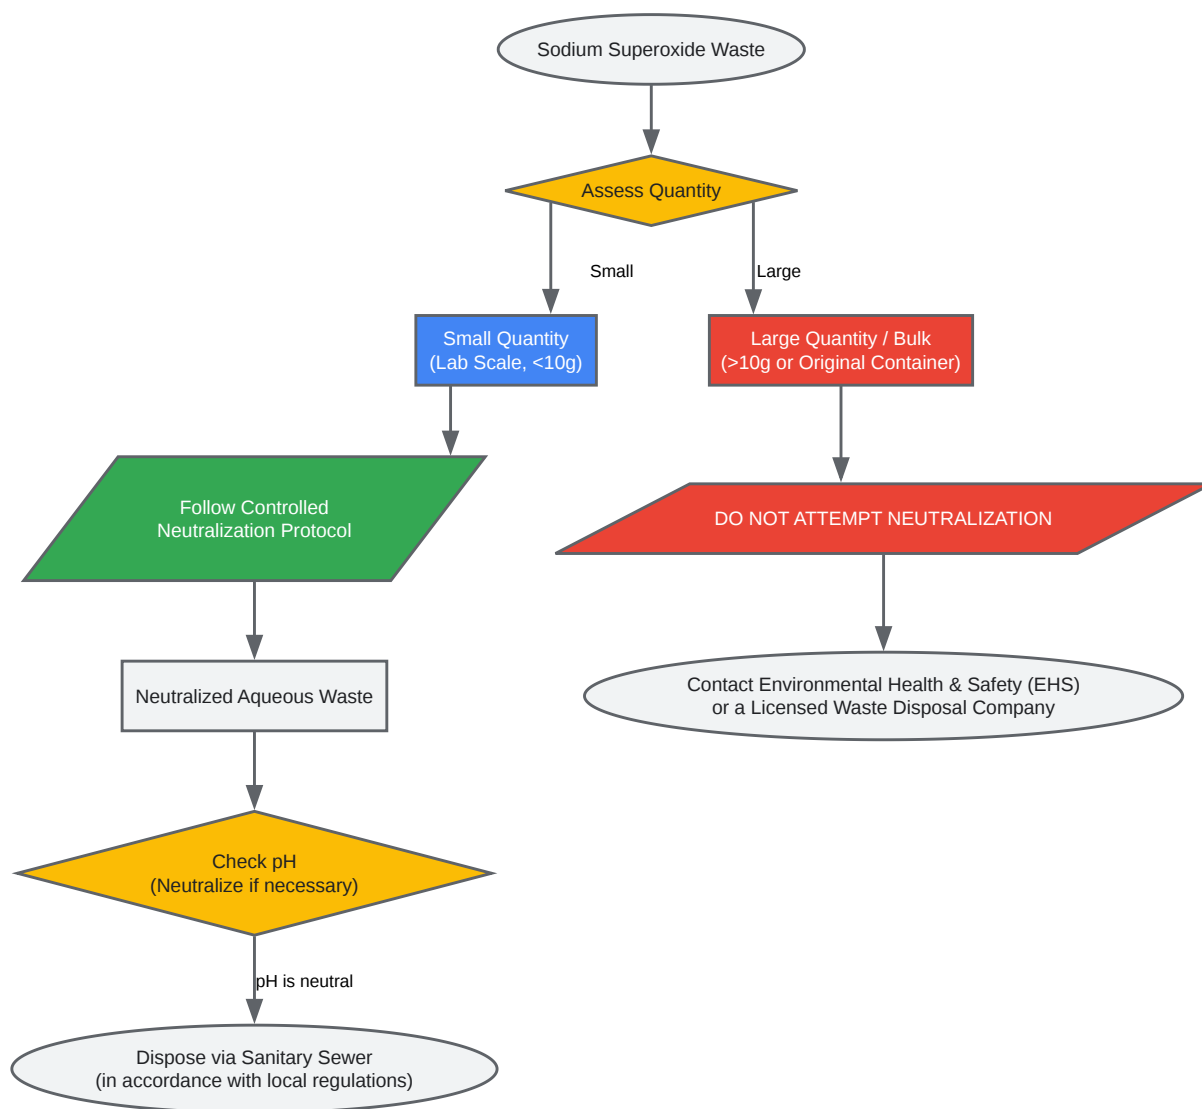 Sodium Superoxide Waste
Assess Quantity
Small
Large
Small Quantity
(Lab Scale, <10g)
Large Quantity / Bulk
(>10g or Original Container)
Follow Controlled
Neutralization Protocol
DO NOT ATTEMPT NEUTRALIZATION
Neutralized Aqueous Waste
Contact Environmental Health & Safety (EHS)
or a Licensed Waste Disposal Company
Check pH
(Neutralize if necessary)
pH is neutral
Dispose via Sanitary Sewer
(in accordance with local regulations)